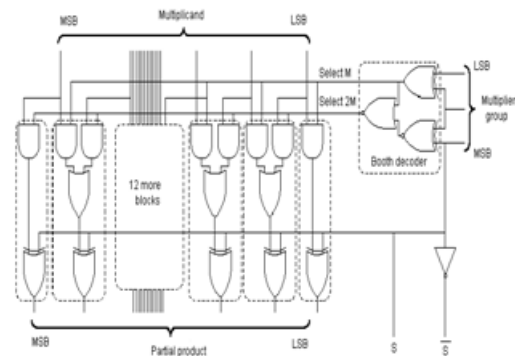 Multiplicand
MSB
LSB
Select M
LSB
Select 2M
Multiplier
group
MSB
Booth decoder
12 more
blocks
MSB
LSB
Partial product
S
S̅